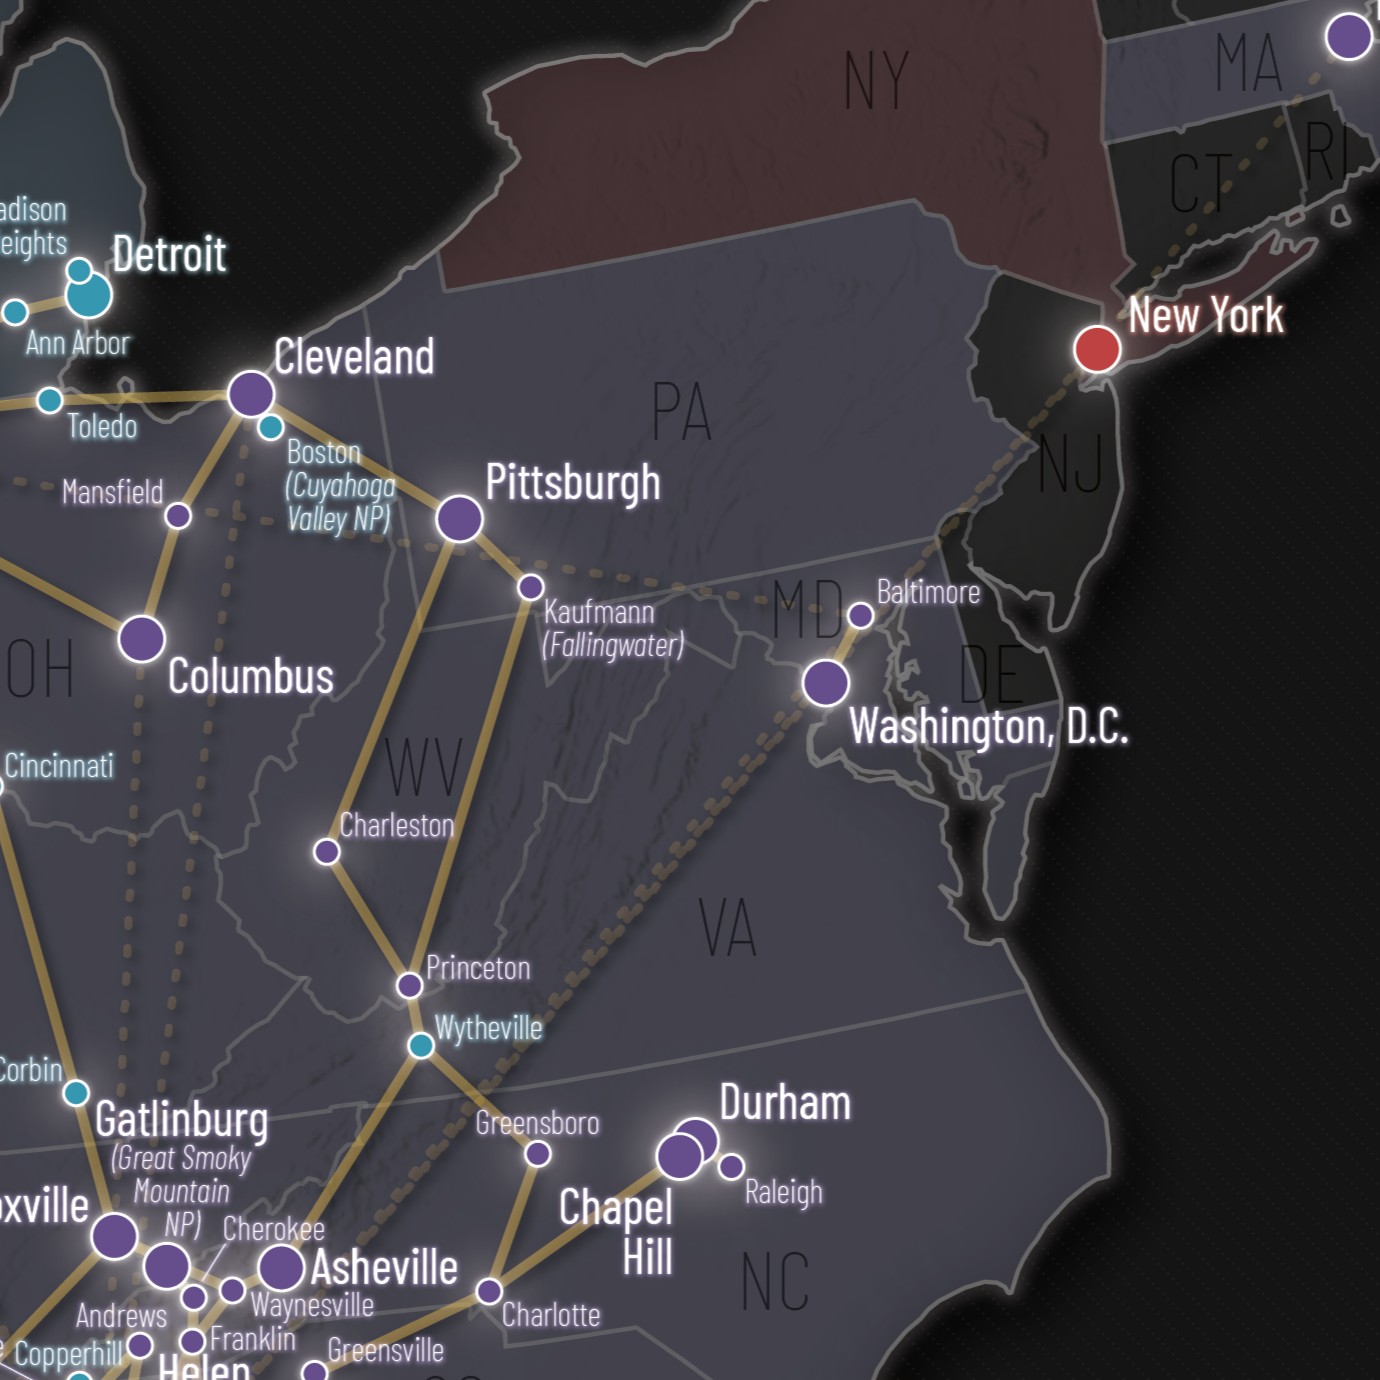 NY
MA
CT
RI
adison
eights
Detroit
Ann Arbor
New York
Cleveland
Toledo
PA
NJ
Boston
(Cuyahoga
Valley NP)
Mansfield
Pittsburgh
MD
Baltimore
Kaufmann
(Fallingwater)
OH
Columbus
DE
Washington, D.C.
WV
Cincinnati
Charleston
VA
Princeton
Wytheville
Corbin
Gatlinburg
(Great Smoky
Mountain
NP)
Durham
Greensboro
Raleigh
Chapel
Hill
oxville
Cherokee
Asheville
NC
Andrews
Waynesville
Charlotte
Copperhill
Franklin
Greensville
Helen